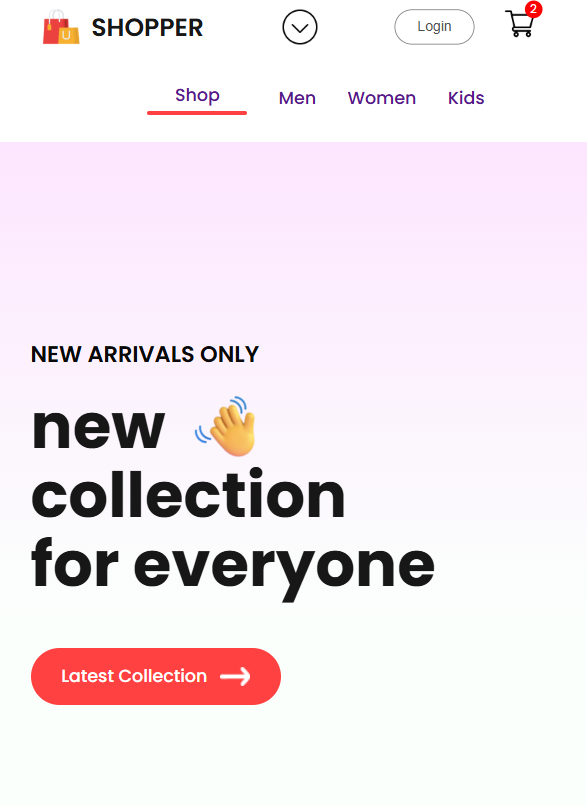 SHOPPER
Login
2
Shop Men Women Kids
NEW ARRIVALS ONLY
new
collection
for everyone
Latest Collection